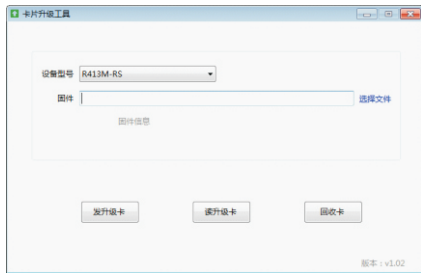 卡片升级工具
设备型号 R413M-RS
固件 选择文件
固件信息
发升级卡 读升级卡 回收卡
版本：v1.02